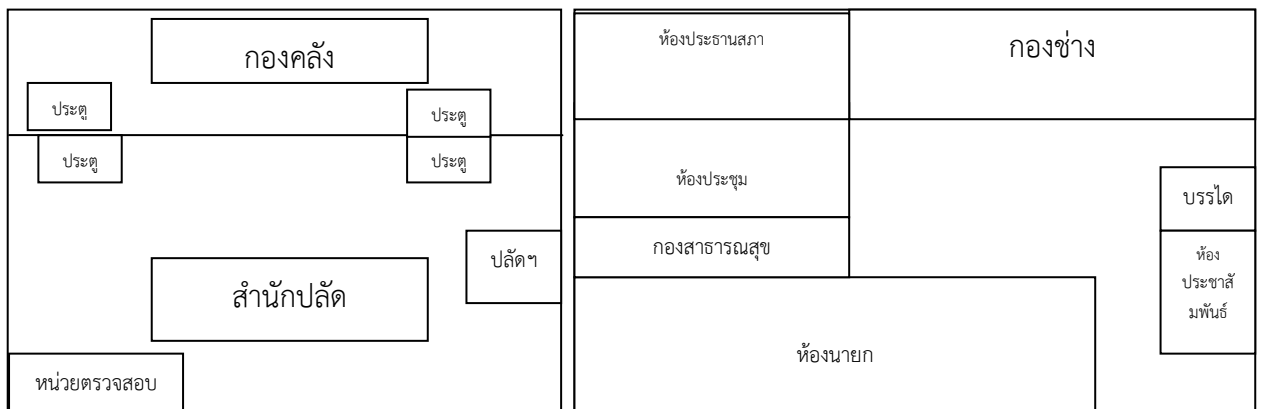 กองคลัง
ประตู
ประตู
ประตู
ประตู
ปลัดฯ
สำนักปลัด
หน่วยตรวจสอบ
ห้องประธานสภา
กองช่าง
ห้องประชุม
บรรได
กองสาธารณสุข
ห้อง
ประชาสั
มพันธ์
ห้องนายก